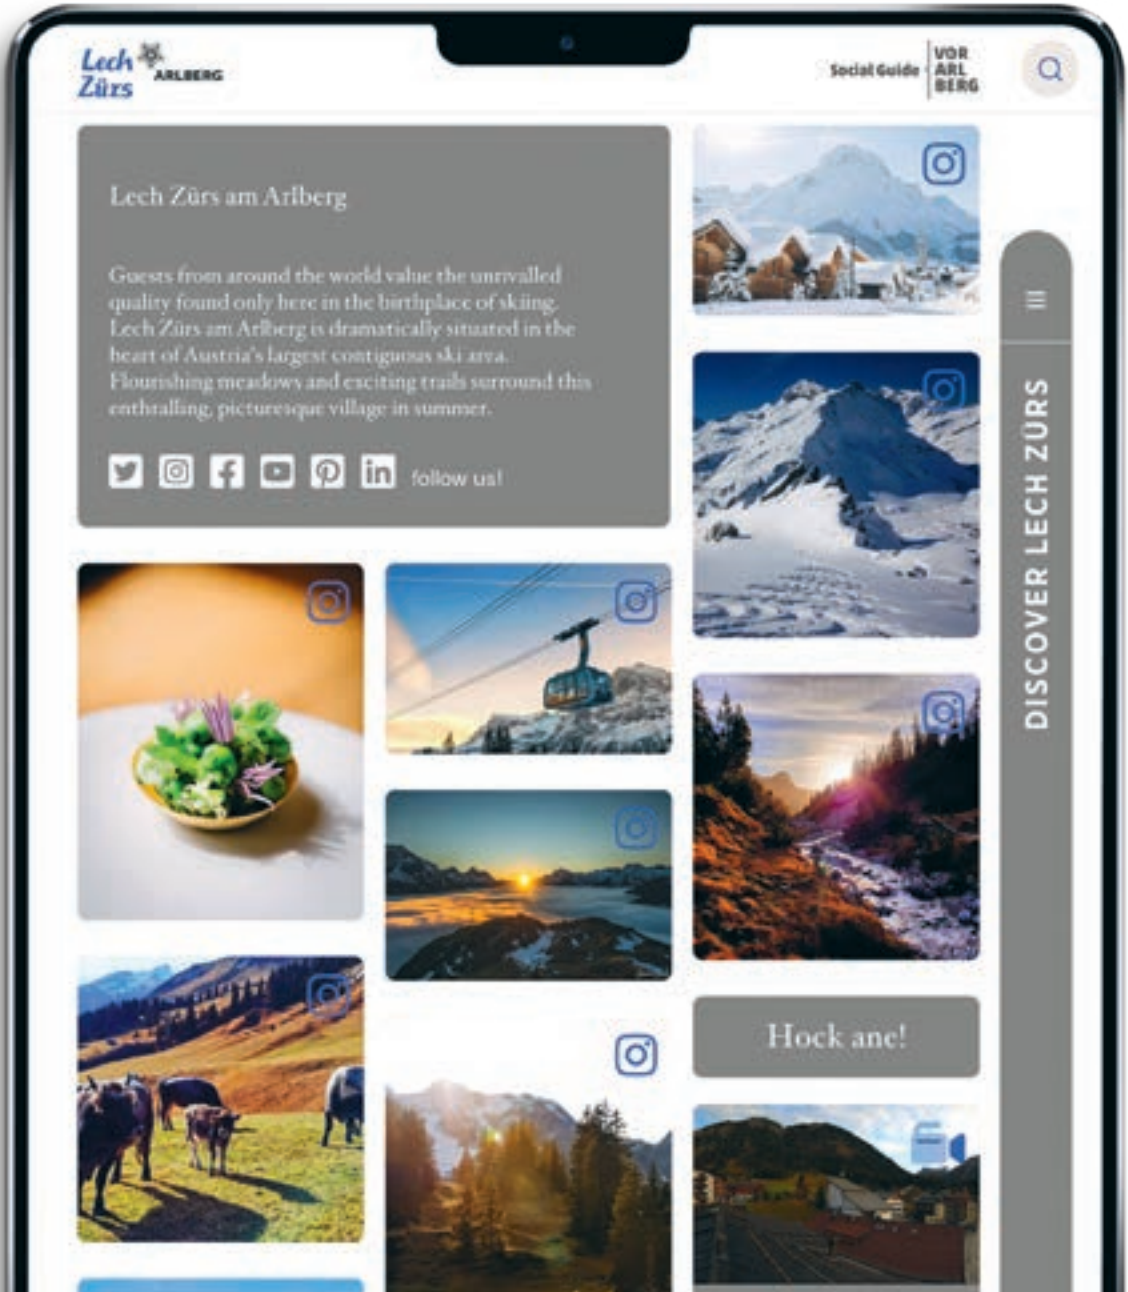 Lech
Zürs
ARLBERG
Social Guide
VOR
ARL
BERG
Lech Zürs am Arlberg
Guests from around the world value the unrivalled
quality found only here in the birthplace of skiing.
Lech Zürs am Arlberg is dramatically situated in the
heart of Austria's largest contiguous ski area.
Flourishing meadows and exciting trails surround this
enthralling, picturesque village in summer.
in follow us!
DISCOVER LECH ZÜRS
Hock ane!